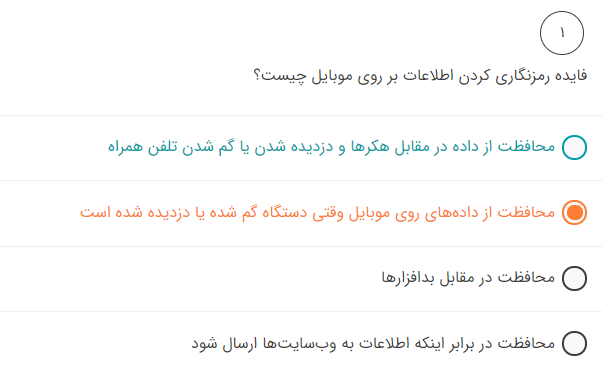 ۱
فایده رمزنگاری کردن اطلاعات بر روی موبایل چیست؟
محافظت از داده در مقابل هکرها و دزدیده شدن یا گم شدن تلفن همراه
محافظت از داده‌های روی موبایل وقتی دستگاه گم شده یا دزدیده شده است
محافظت در مقابل بدافزارها
محافظت در برابر اینکه اطلاعات به وب‌سایت‌ها ارسال شود